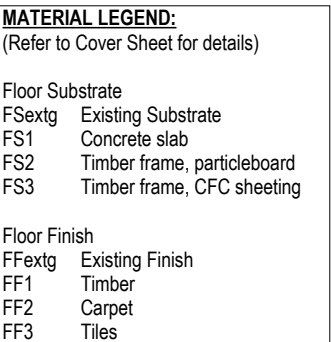 MATERIAL LEGEND:
(Refer to Cover Sheet for details)
Floor Substrate
FSextg Existing Substrate
FS1 Concrete slab
FS2 Timber frame, particleboard
FS3 Timber frame, CFC sheeting
Floor Finish
FFextg Existing Finish
FF1 Timber
FF2 Carpet
FF3 Tiles